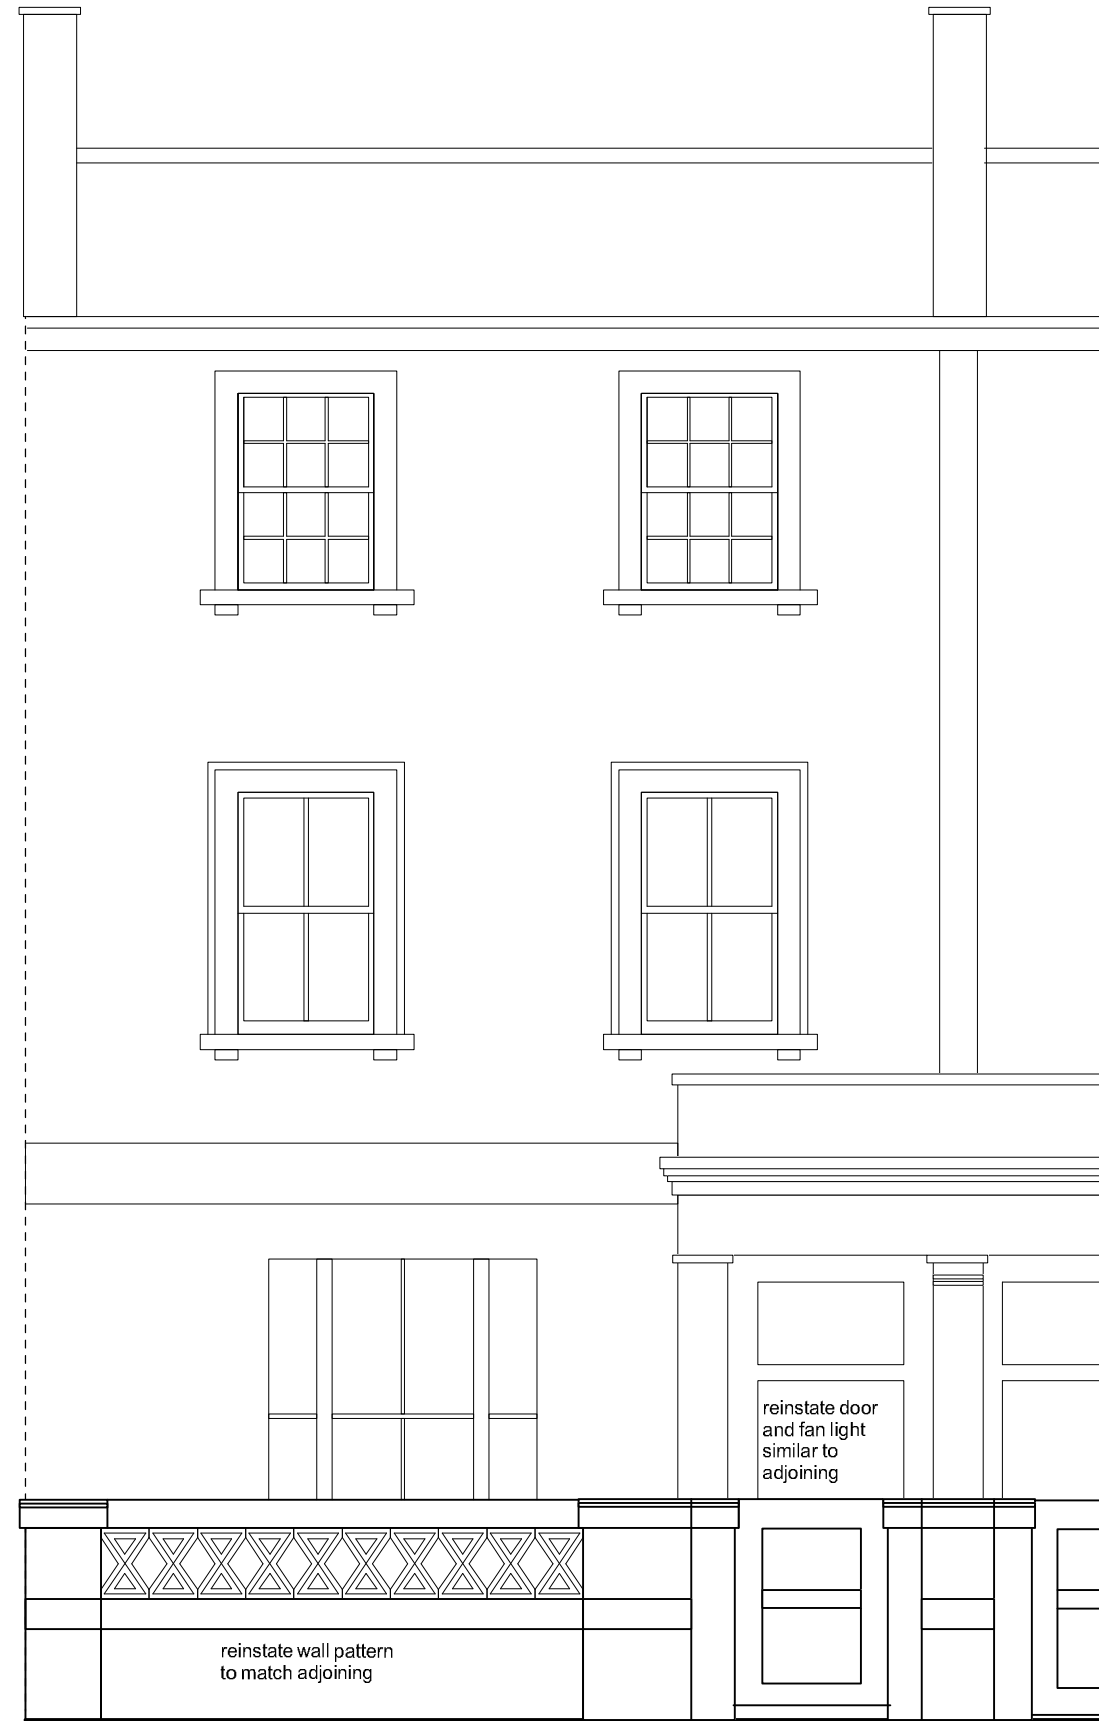 reinstate door
and fan light
similar to
adjoining
reinstate wall pattern
to match adjoining